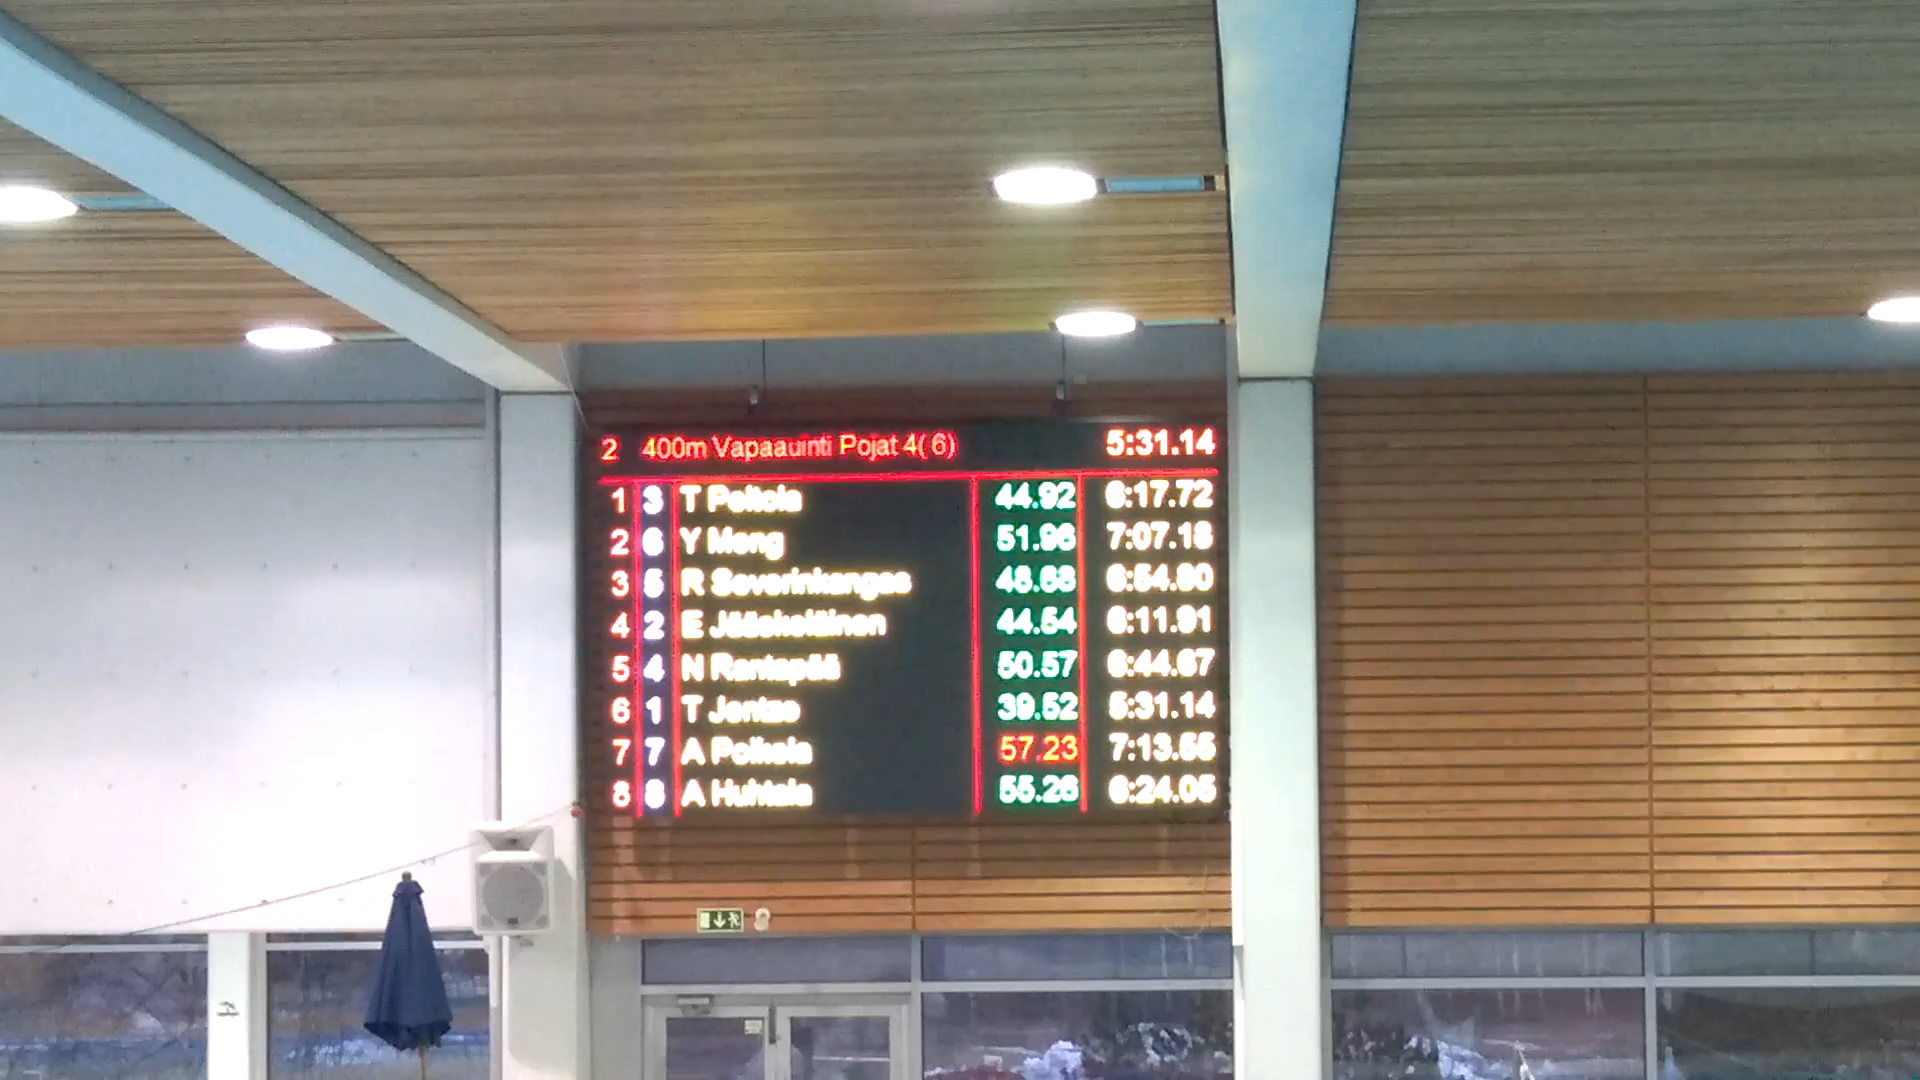 2 400m Vapaauinti Pojat 4( 6) 5:31.14
1 3 T Peltola 44.92 6:17.72
2 6 Y Meng 51.96 7:07.18
3 5 R Severinkangas 48.68 6:54.80
4 2 E Jääskeläinen 44.54 6:11.91
5 4 N Rantapää 50.57 6:44.67
6 1 T Jentze 39.52 5:31.14
7 7 A Poikela 57.23 7:13.55
8 8 A Huhtala 55.26 6:24.05